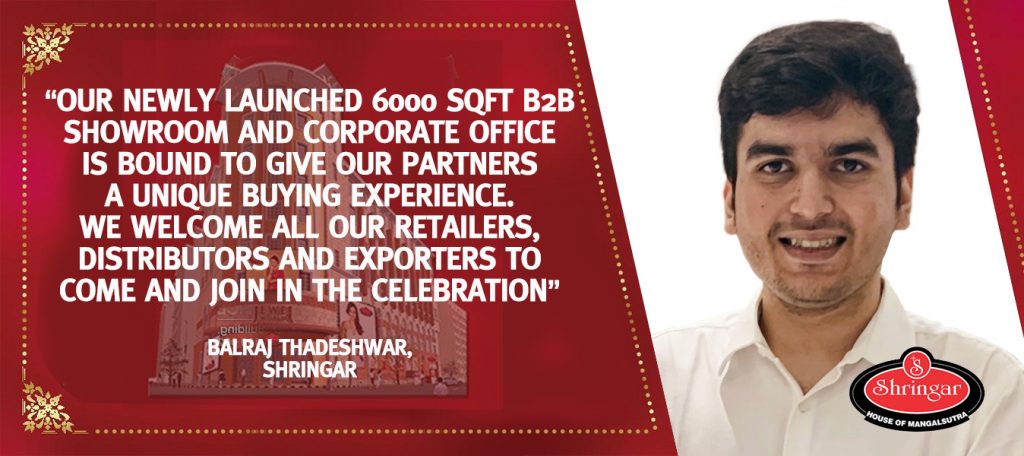 “OUR NEWLY LAUNCHED 6000 SQFT B2B
SHOWROOM AND CORPORATE OFFICE
IS BOUND TO GIVE OUR PARTNERS
A UNIQUE BUYING EXPERIENCE.
WE WELCOME ALL OUR RETAILERS,
DISTRIBUTORS AND EXPORTERS TO
COME AND JOIN IN THE CELEBRATION”
BALRAJ THADESHWAR,
SHRINGAR
S
Shringar
HOUSE OF MANGALSUTRA